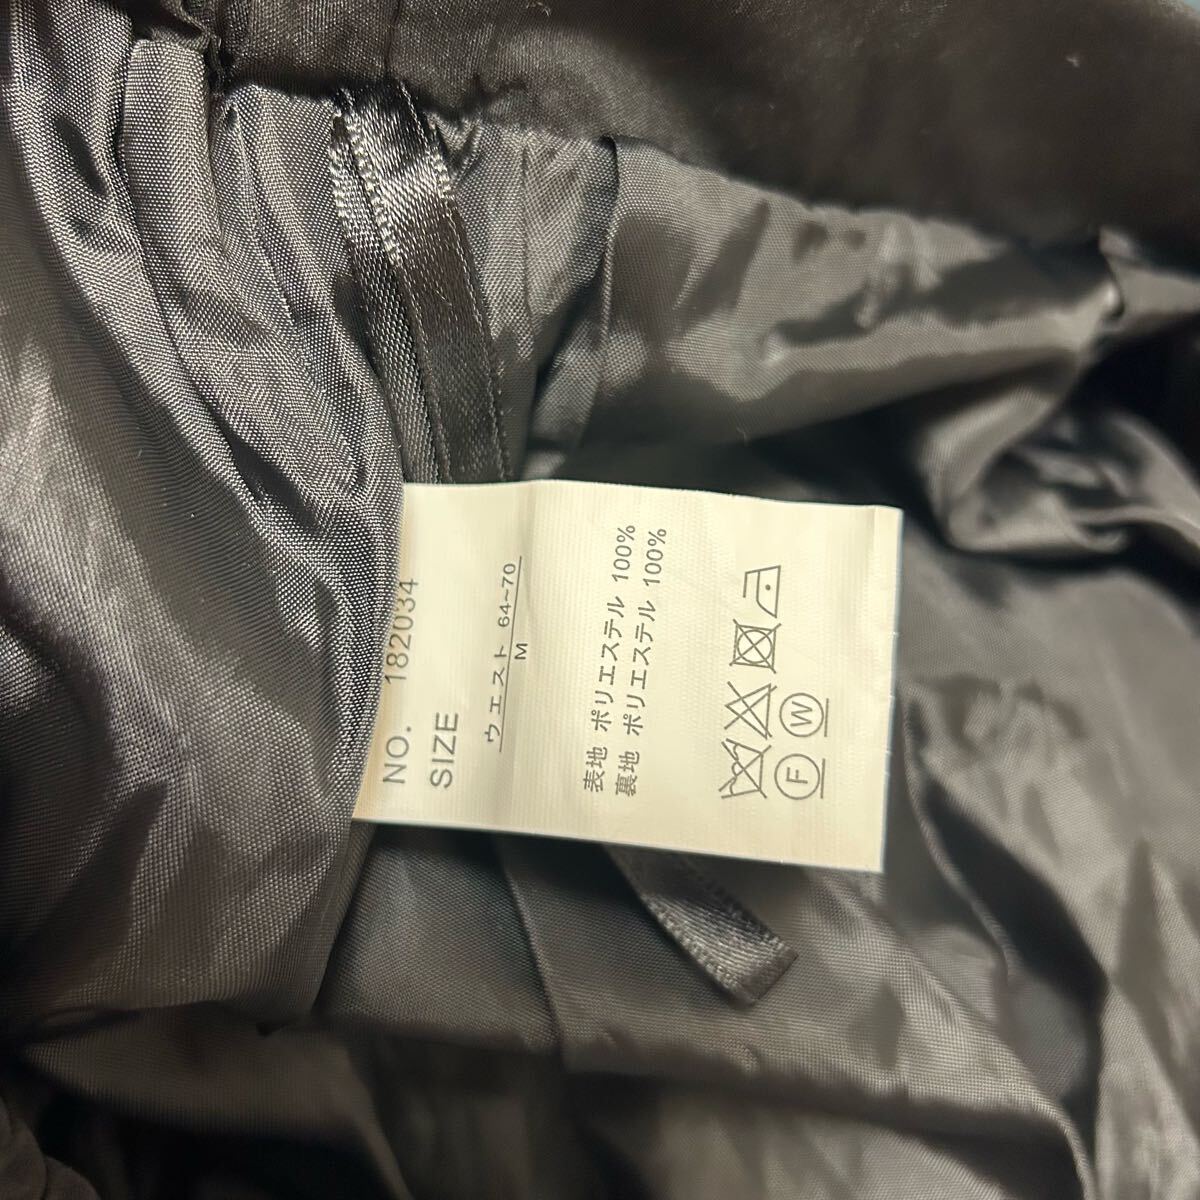 NO. 182034
SIZE
ウエスト 64~70
M
表地 ポリエステル 100%
裏地 ポリエステル 100%
F W